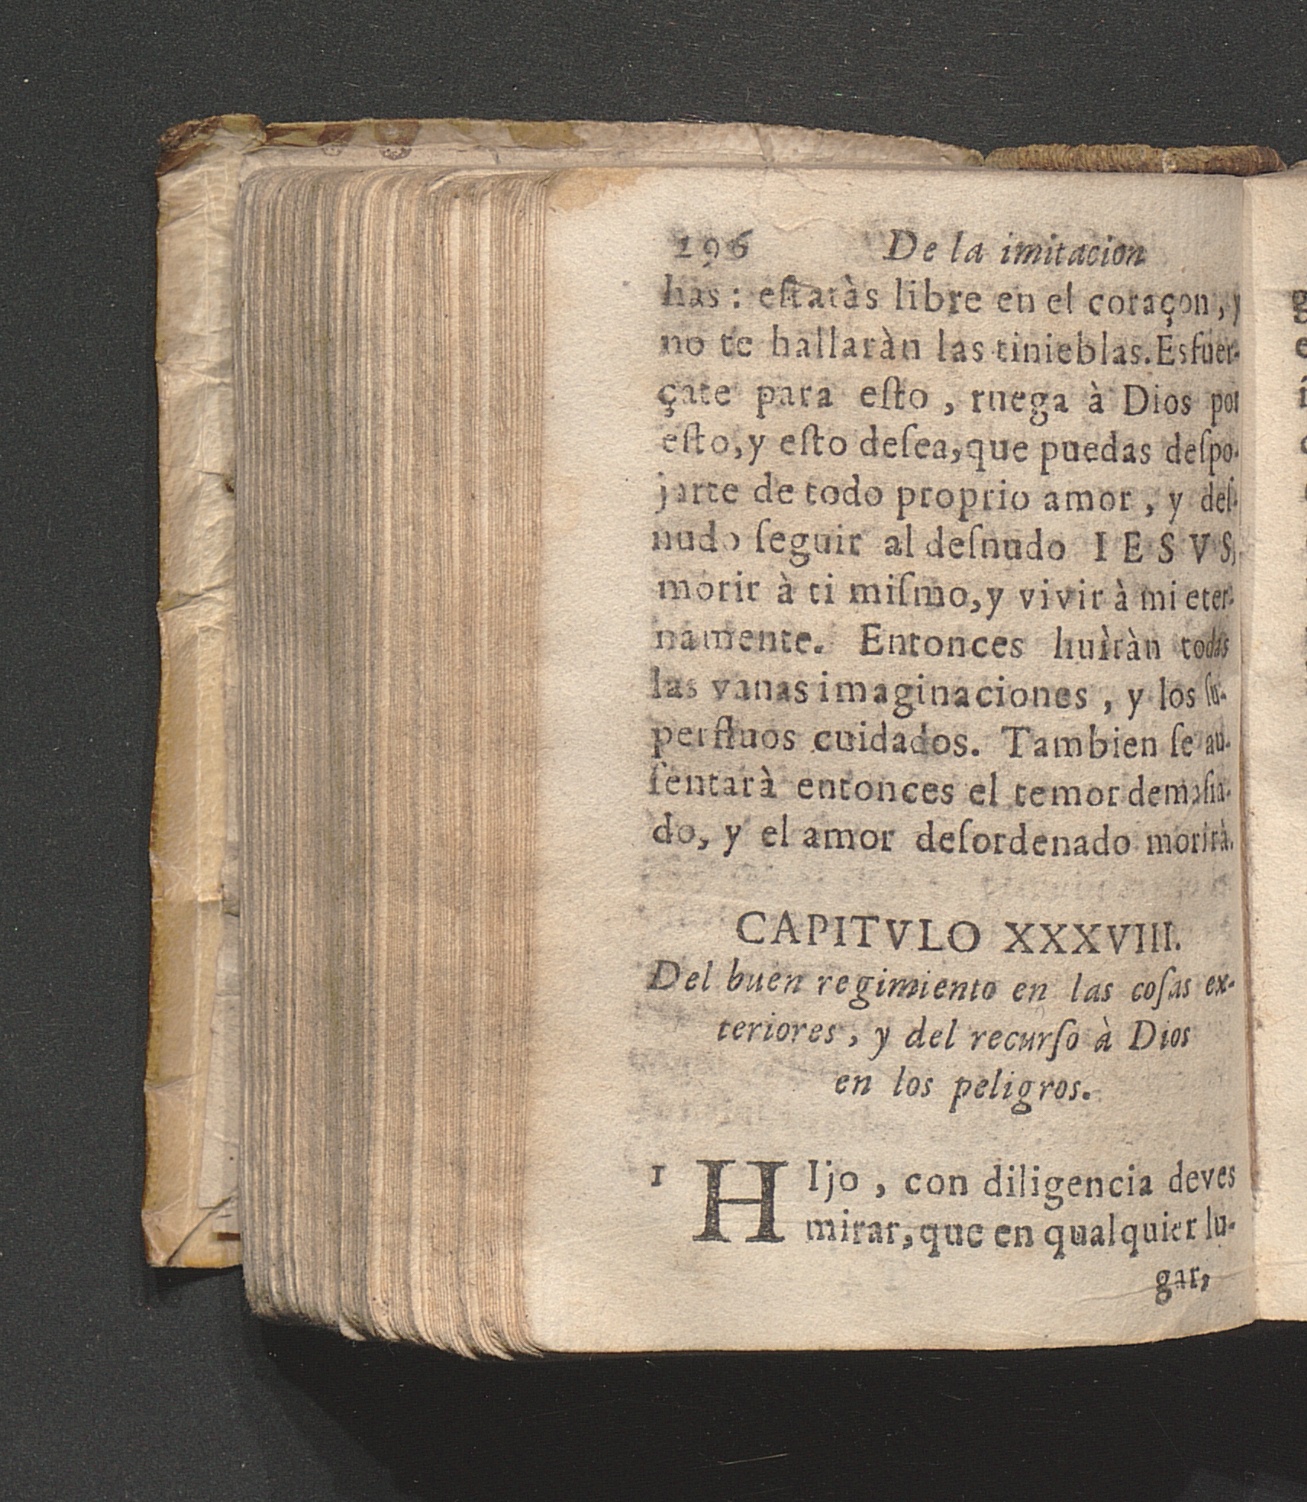 196 De la imitacion
has : eſtaràs libre en el coraçon, y
no te hallaràn las tinieblas. Esfuer-
çate para eſto , ruega à Dios por
eſto, y eſto deſea, que puedas deſpo-
jarte de todo proprio amor , y deſ-
nudo ſeguir al deſnudo IESVS,
morir à ti miſmo, y vivir à mi eter-
namente. Entonces huiràn todas
las vanas imaginaciones , y los ſu-
perfluos cuidados. Tambien ſe au-
ſentarà entonces el temor demaſia-
do, y el amor deſordenado morirà.
CAPITVLO XXXVIII.
Del buen regimiento en las coſas ex-
teriores , y del recurſo à Dios
en los peligros.
1 HIjo , con diligencia deves
mirar, que en qualquier lu-
gar,